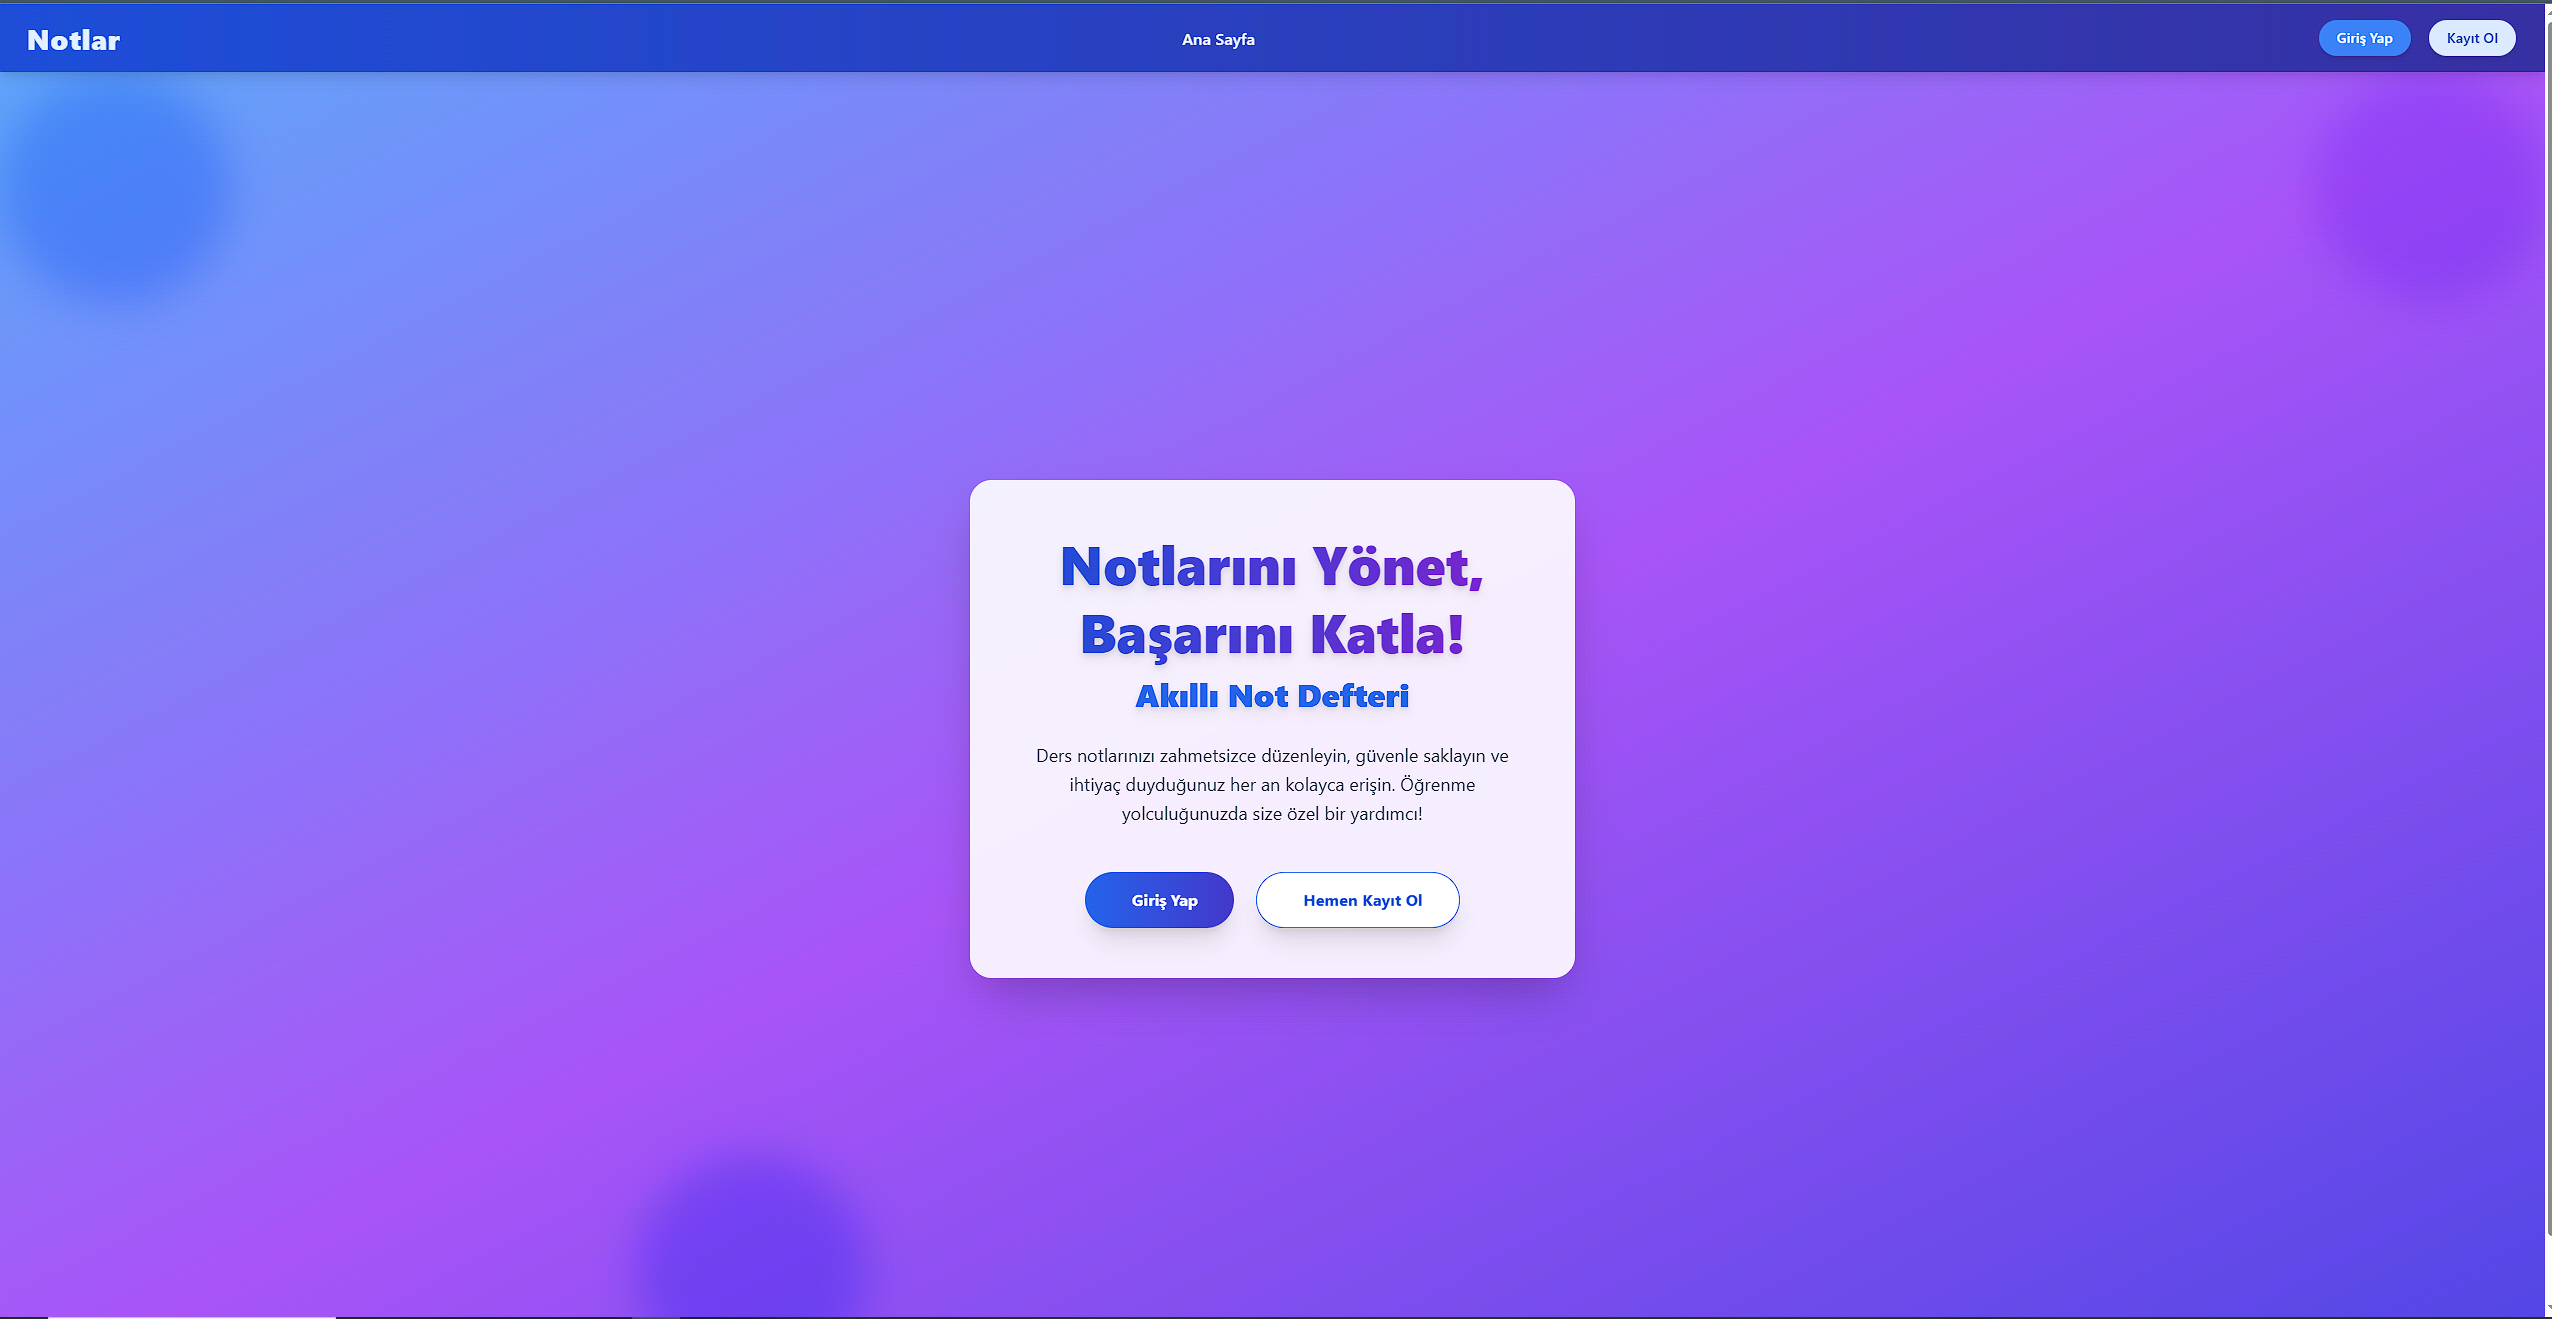 Notlar
Ana Sayfa
Giriş Yap
Kayıt Ol
Notlarını Yönet,
Başarını Katla!
Akıllı Not Defteri
Ders notlarınızı zahmetsizce düzenleyin, güvenle saklayın ve
ihtiyaç duyduğunuz her an kolayca erişin. Öğrenme
yolculuğunuzda size özel bir yardımcı!
Giriş Yap
Hemen Kayıt Ol